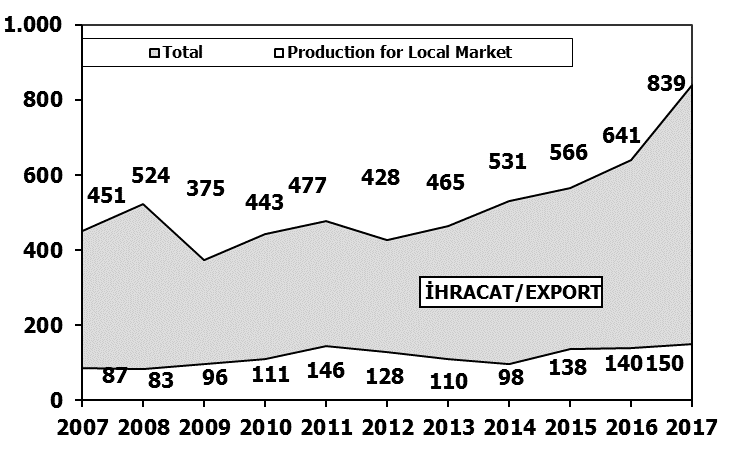 1.000
Total Production for Local Market
800
600
400
200
0
451 524 375 443 477 428 465 531 566 641 839
İHRACAT/EXPORT
87 83 96 111 146 128 110 98 138 140 150
2007 2008 2009 2010 2011 2012 2013 2014 2015 2016 2017